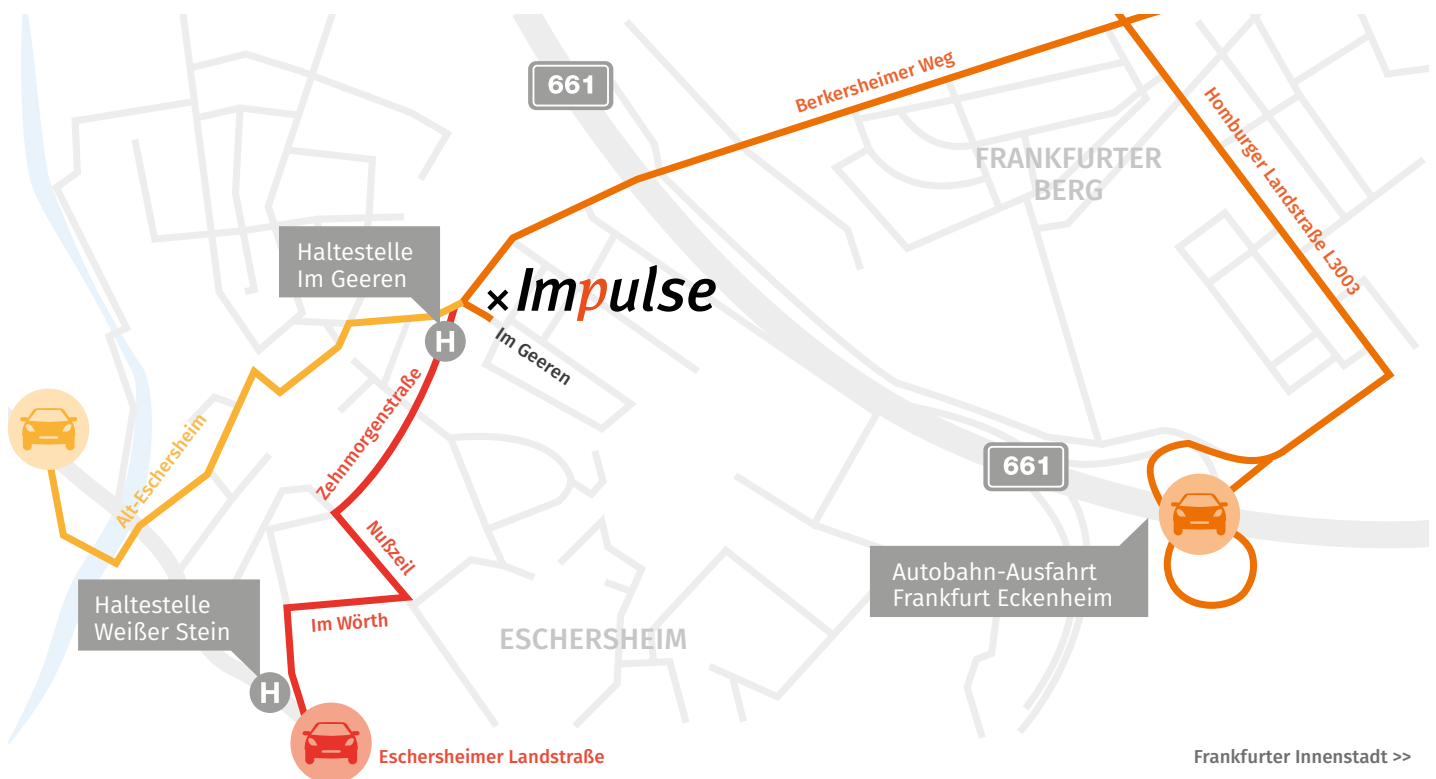 661
Berkersheimer Weg
Homburger Landstraße L3003
FRANKFURTER
BERG
Haltestelle
Im Geeren
Impulse
H
Im Geeren
Zehnmorgenstraße
Alt-Eschersheim
661
Nußzeil
Autobahn-Ausfahrt
Frankfurt Eckenheim
Haltestelle
Weißer Stein
Im Wörth
ESCHERSHEIM
H
Eschersheimer Landstraße
Frankfurter Innenstadt >>